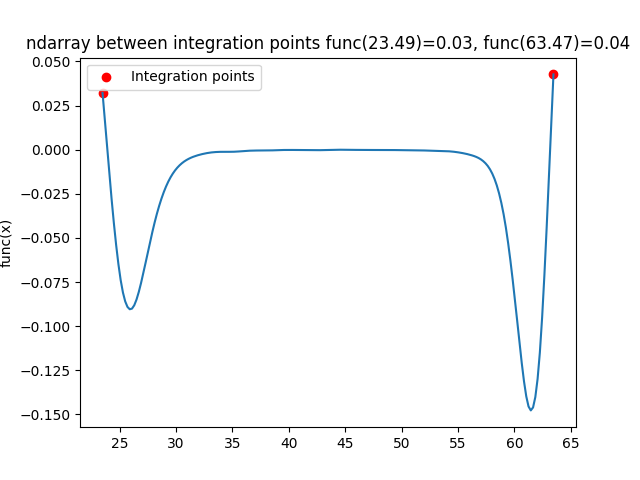 ndarray between integration points func(23.49)=0.03, func(63.47)=0.04
Integration points
func(x)
0.050
0.025
0.000
−0.025
−0.050
−0.075
−0.100
−0.125
−0.150
25 30 35 40 45 50 55 60 65